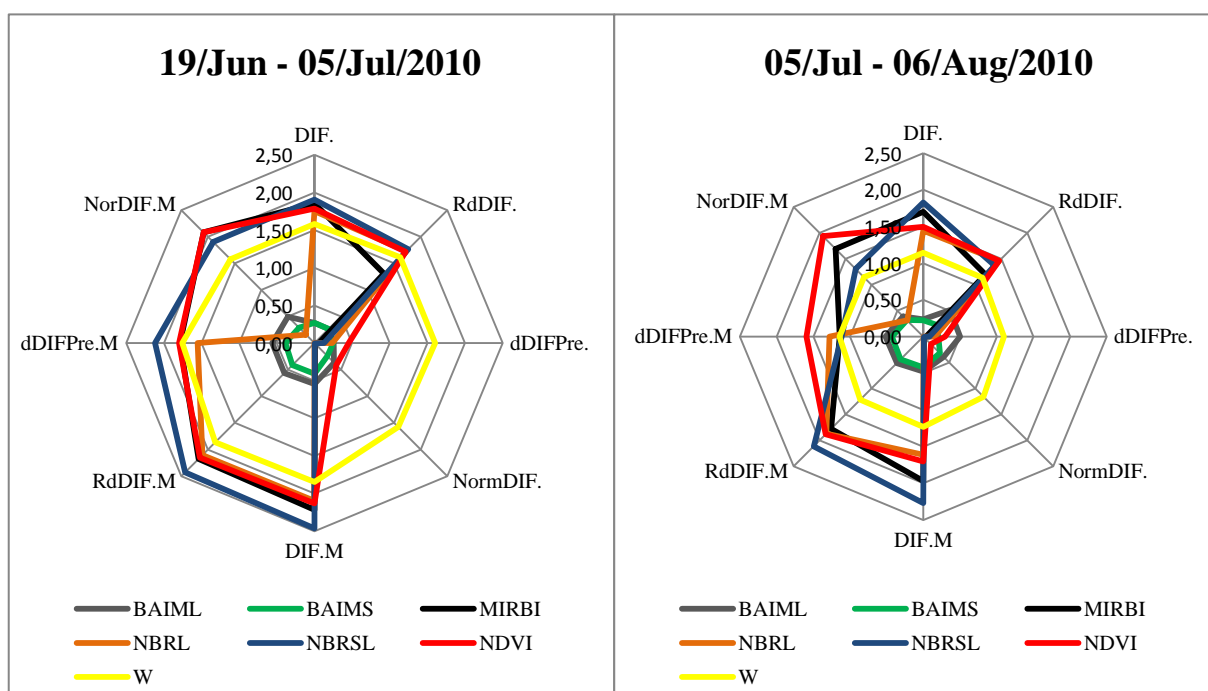 19/Jun - 05/Jul/2010
DIF.
2,50
2,00
1,50
1,00
0,50
0,00
RdDIF.
dDIFPre.
NormDIF.
DIF.M
RdDIF.M
dDIFPre.M
NorDIF.M
BAIML BAIMS MIRBI
NBRL NBRSL NDVI
W
05/Jul - 06/Aug/2010
DIF.
2,50
2,00
1,50
1,00
0,50
0,00
RdDIF.
dDIFPre.
NormDIF.
DIF.M
RdDIF.M
dDIFPre.M
NorDIF.M
BAIML BAIMS MIRBI
NBRL NBRSL NDVI
W